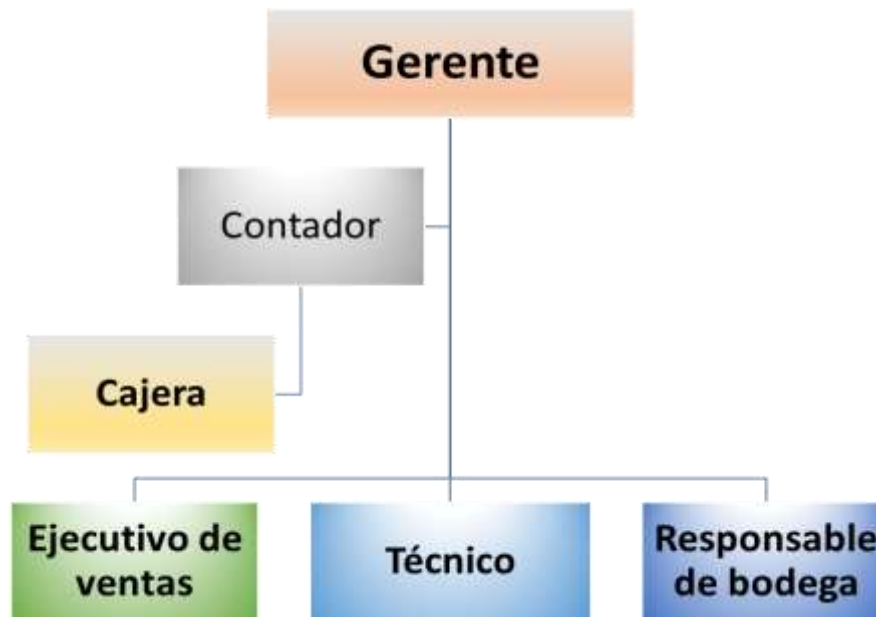 Gerente
Contador
Cajera
Ejecutivo de
ventas
Técnico
Responsable
de bodega